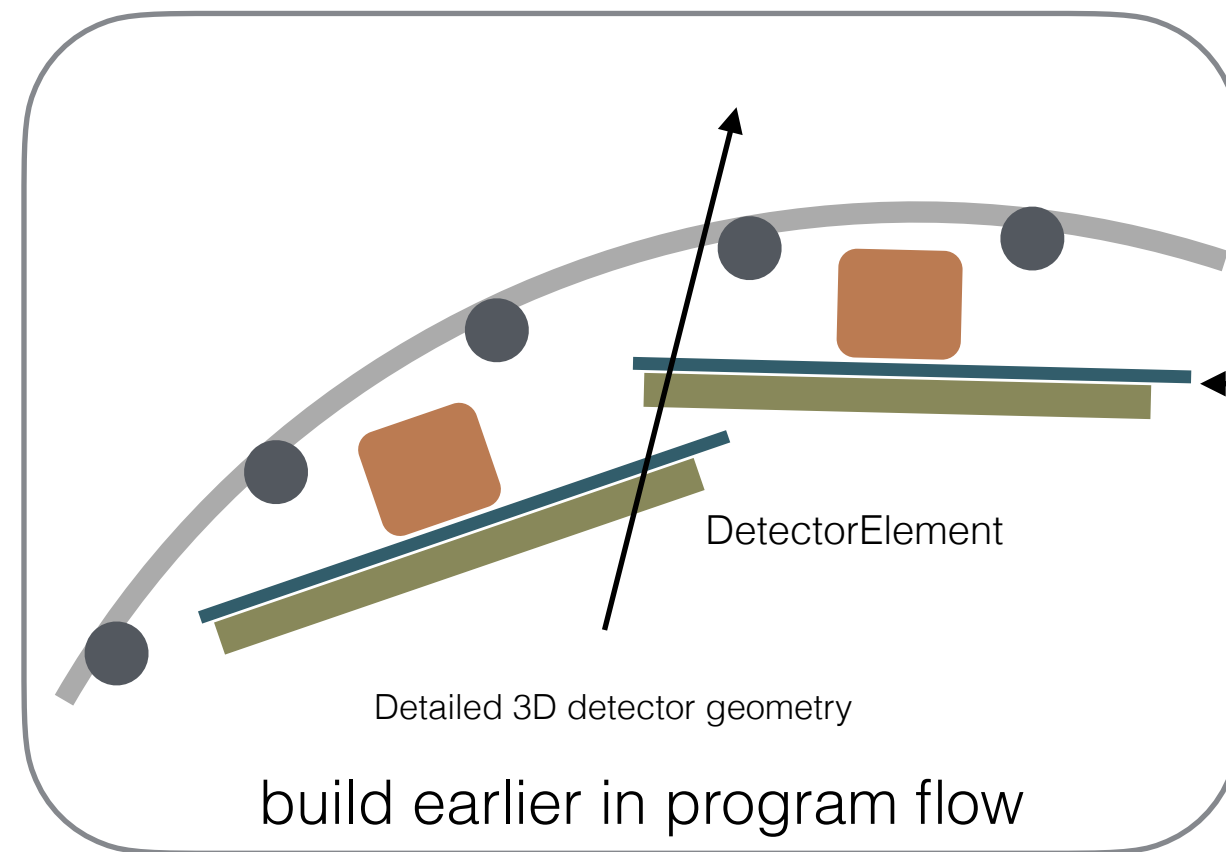 DetectorElement
Detailed 3D detector geometry
build earlier in program flow